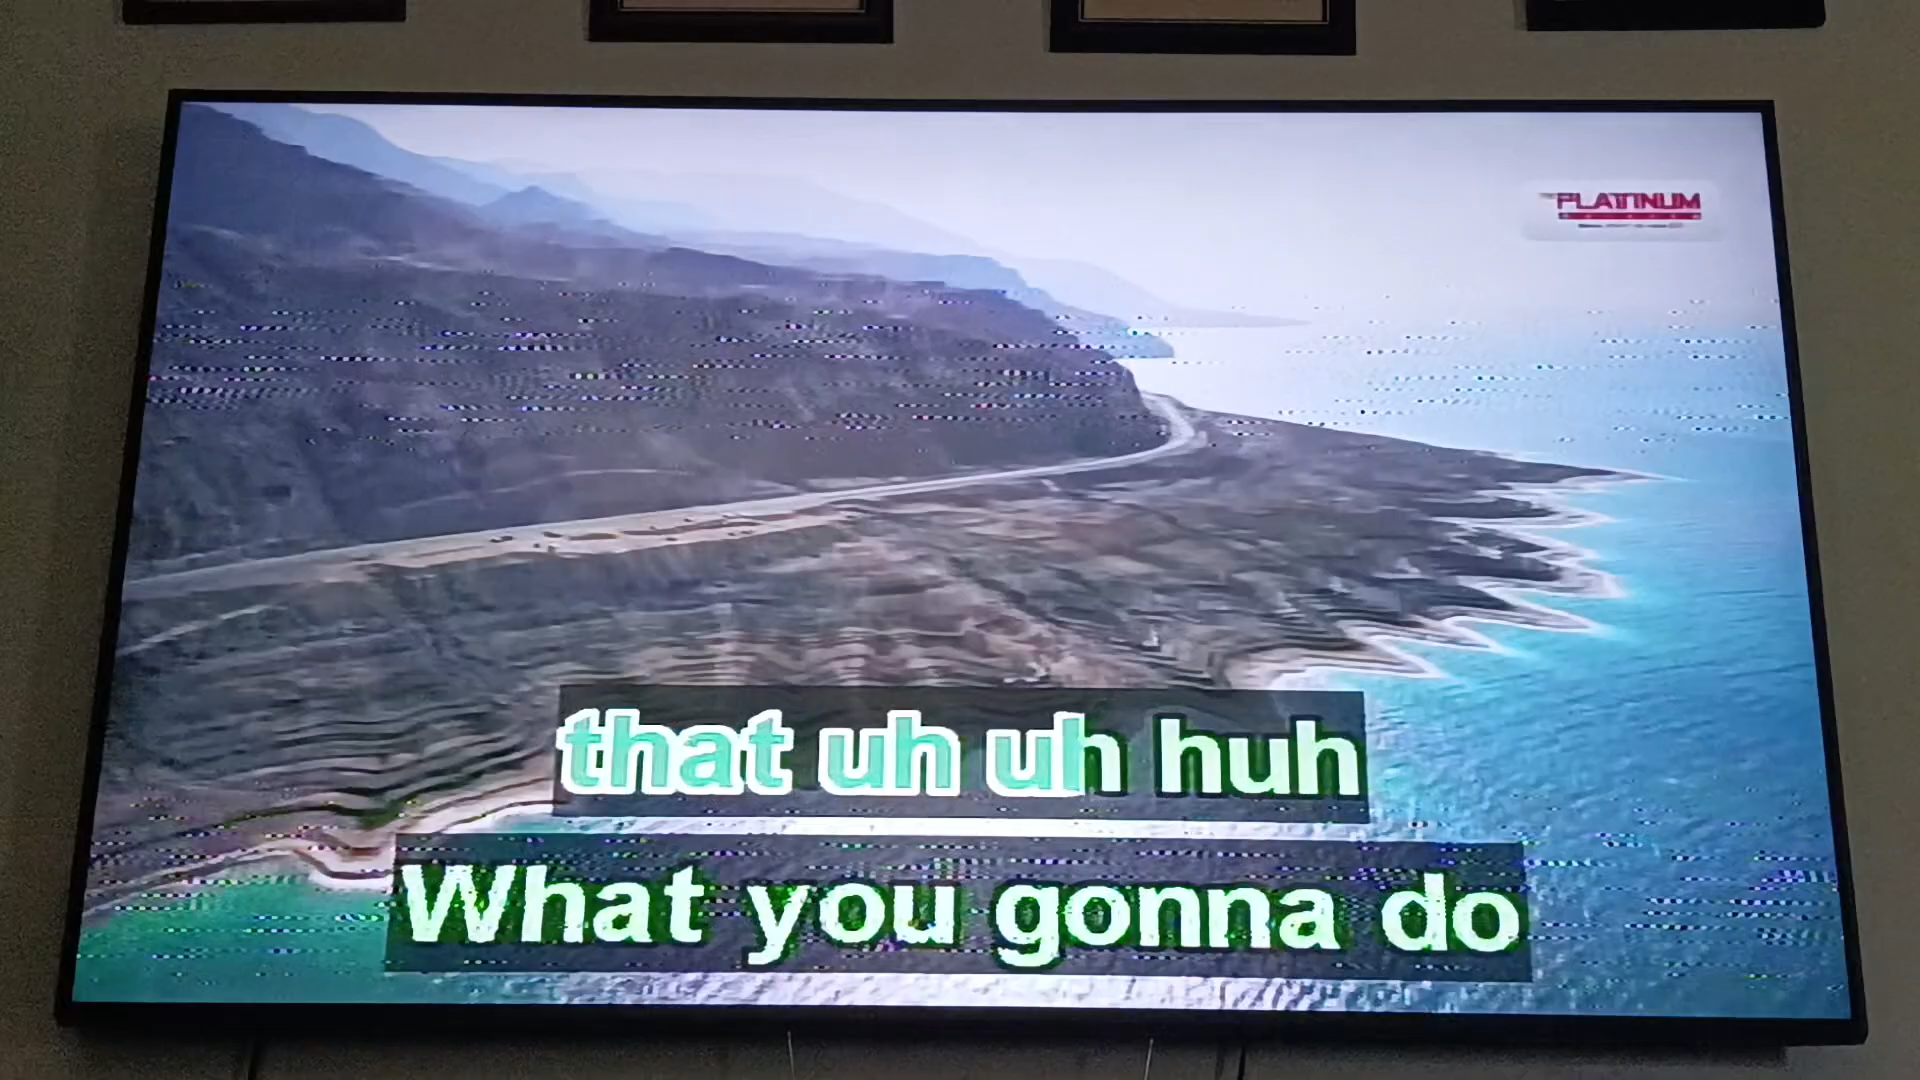 PLATINUM
that uh uh huh
What you gonna do